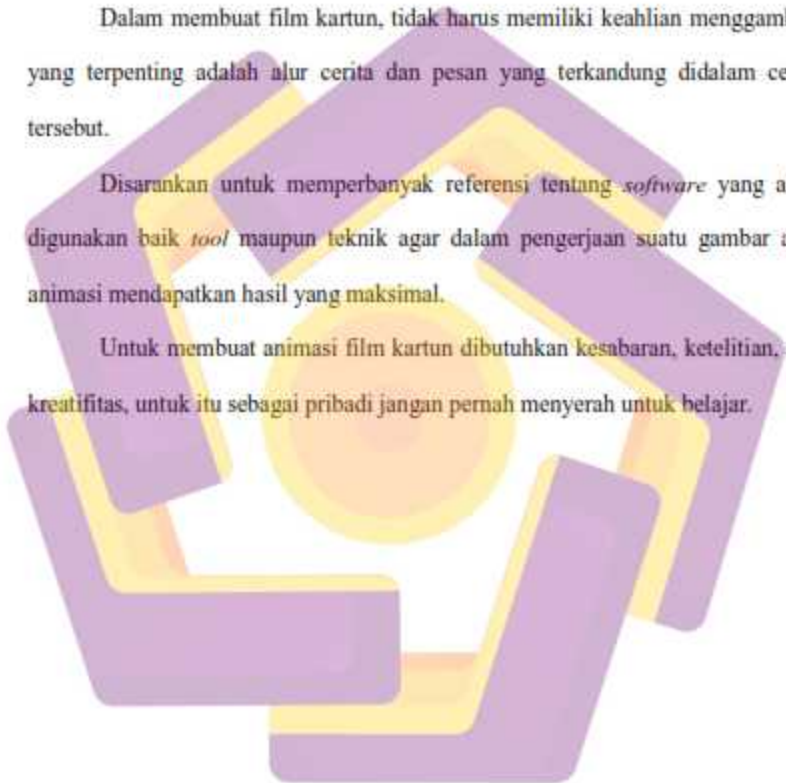 Dalam membuat film kartun, tidak harus memiliki keahlian menggamb
yang terpenting adalah alur cerita dan pesan yang terkandung didalam ce
tersebut.
Disarankan untuk memperbanyak referensi tentang software yang a
digunakan baik tool maupun teknik agar dalam pengerjaan suatu gambar a
animasi mendapatkan hasil yang maksimal.
Untuk membuat animasi film kartun dibutuhkan kesabaran, ketelitian,
kreatifitas, untuk itu sebagai pribadi jangan pernah menyerah untuk belajar.